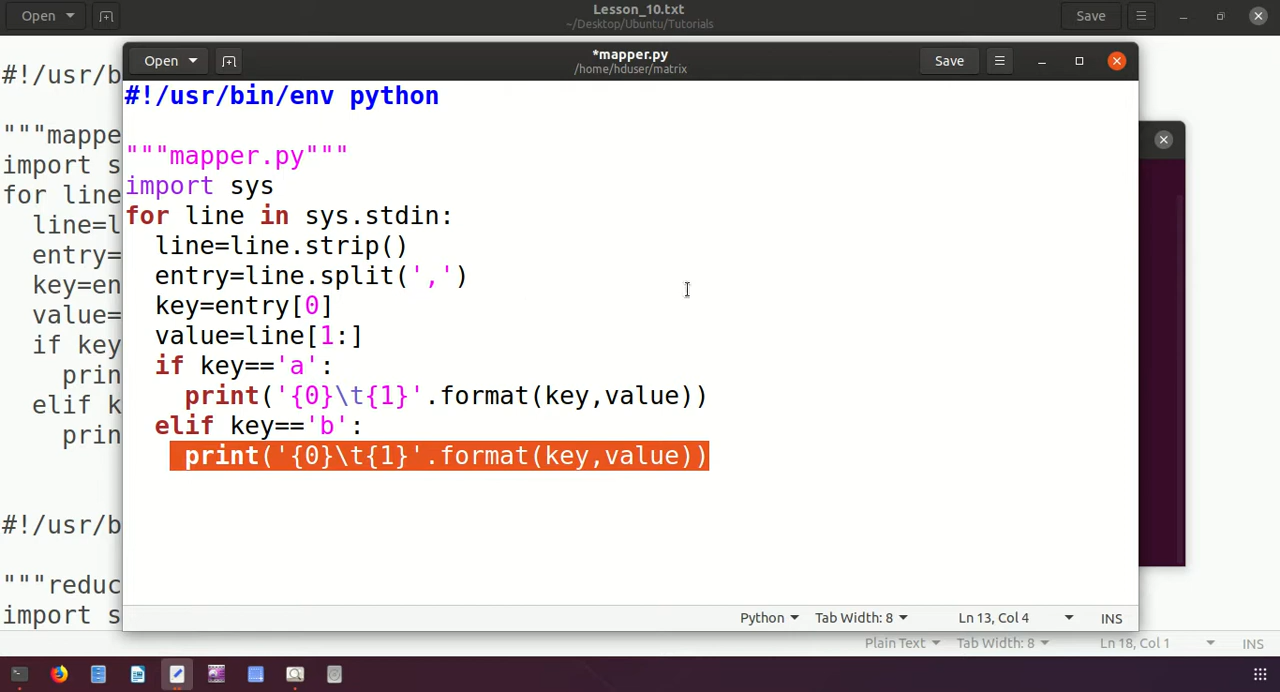 Open
Lesson_10.txt
~/Desktop/Ubuntu/Tutorials
Save
Open
*mapper.py
/home/hduser/matrix
Save
#!/usr/bin/env python
"""mapper.py"""
import sys
for line in sys.stdin:
  line=line.strip()
  entry=line.split(',')
  key=entry[0]
  value=line[1:]
  if key=='a':
    print('{0}\t{1}'.format(key,value))
  elif key=='b':
    print('{0}\t{1}'.format(key,value))
Python
Tab Width: 8
Ln 13, Col 4
INS
#!/usr/b
"""mappe
import s
for line
line=l
entry=
key=en
value=
if key
prin
elif k
prin
#!/usr/b
"""reduc
import s
Plain Text
Tab Width: 8
Ln 18, Col 1
INS